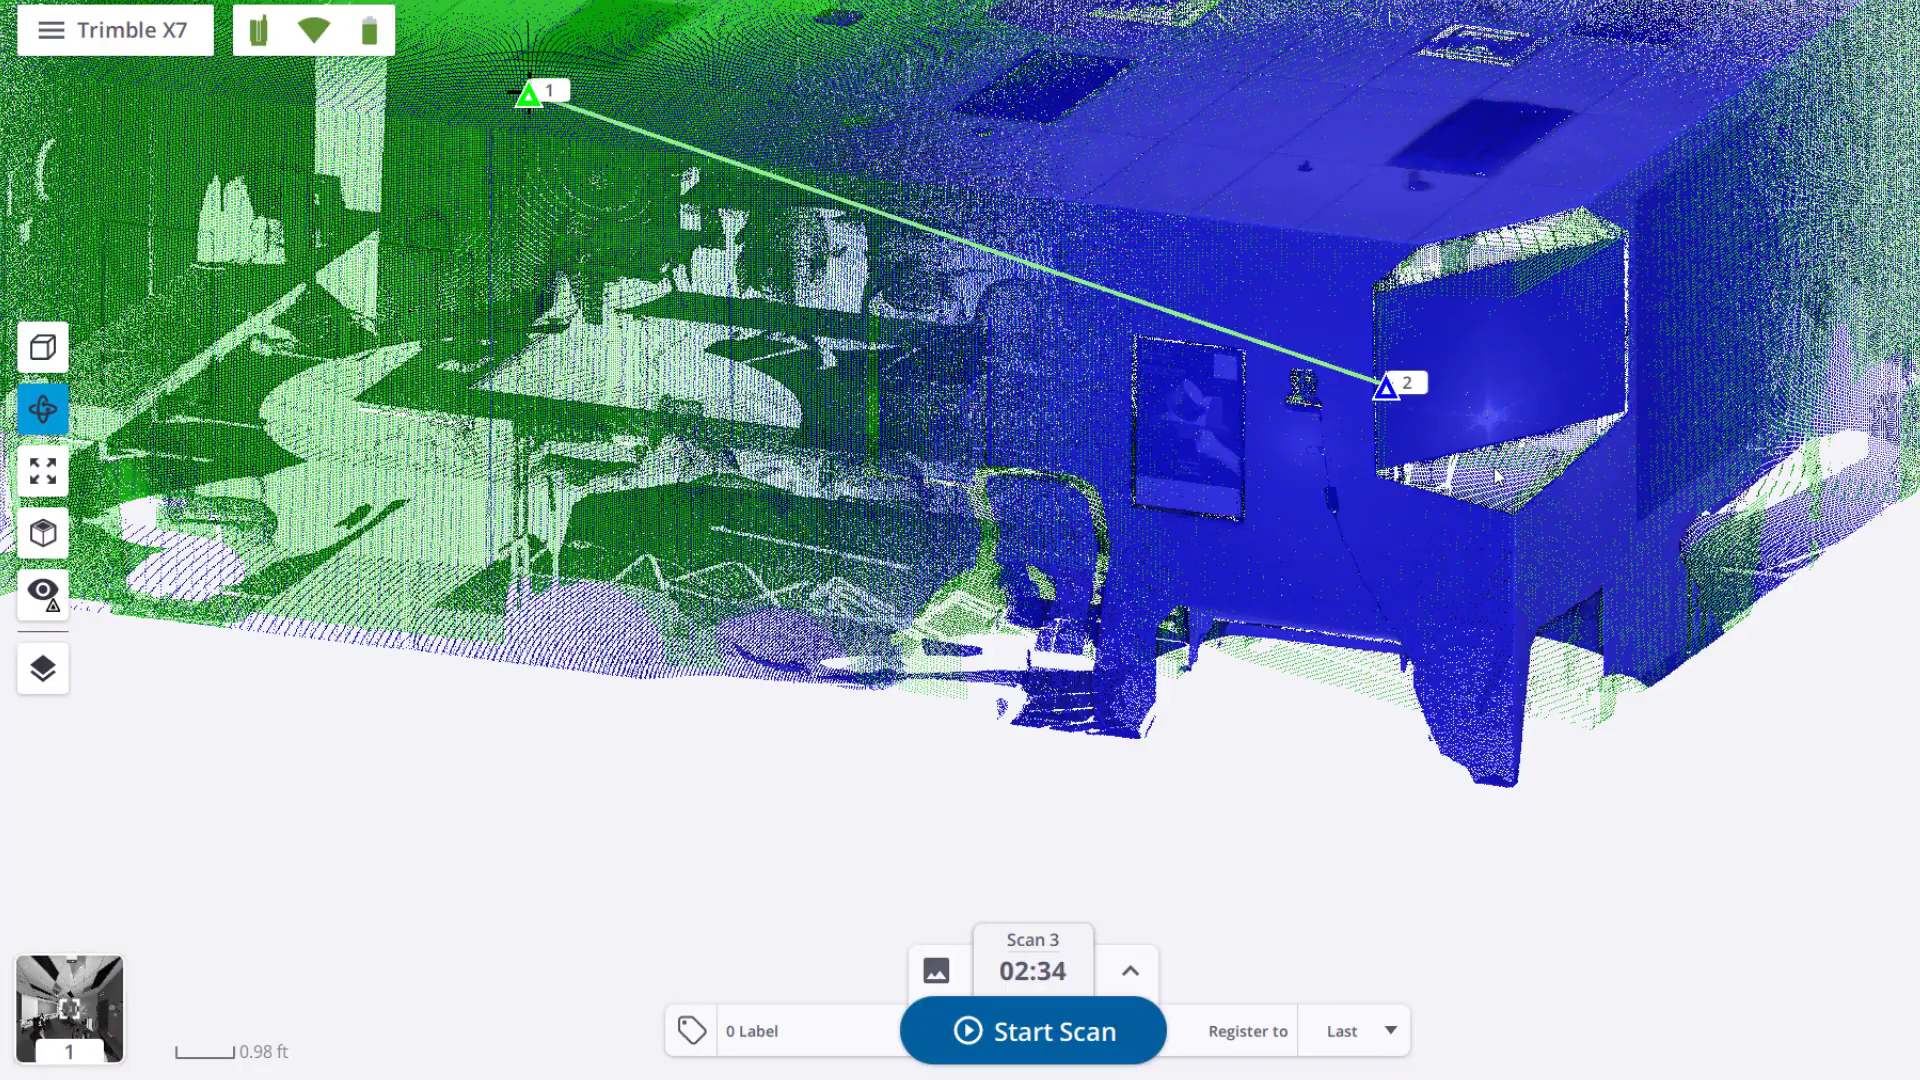 Trimble X7
1
2
Scan 3
02:34
0 Label
Start Scan
Register to
Last
1
0.98 ft